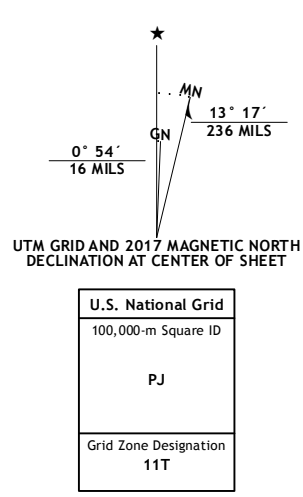 ★
MN
GN
13° 17´
236 MILS
0° 54´
16 MILS
UTM GRID AND 2017 MAGNETIC NORTH
DECLINATION AT CENTER OF SHEET
U.S. National Grid
100,000-m Square ID
PJ
Grid Zone Designation
11T